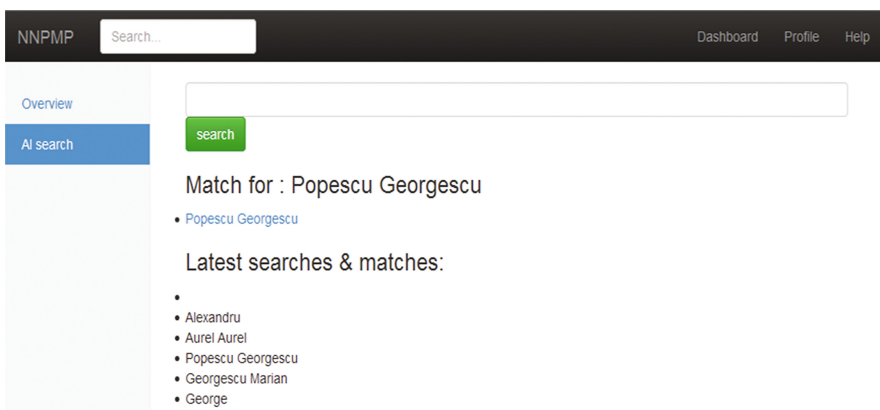 NNPMP Search... Dashboard Profile Help
Overview
AI search
search
Match for : Popescu Georgescu
• Popescu Georgescu
Latest searches & matches:
•
• Alexandru
• Aurel Aurel
• Popescu Georgescu
• Georgescu Marian
• George